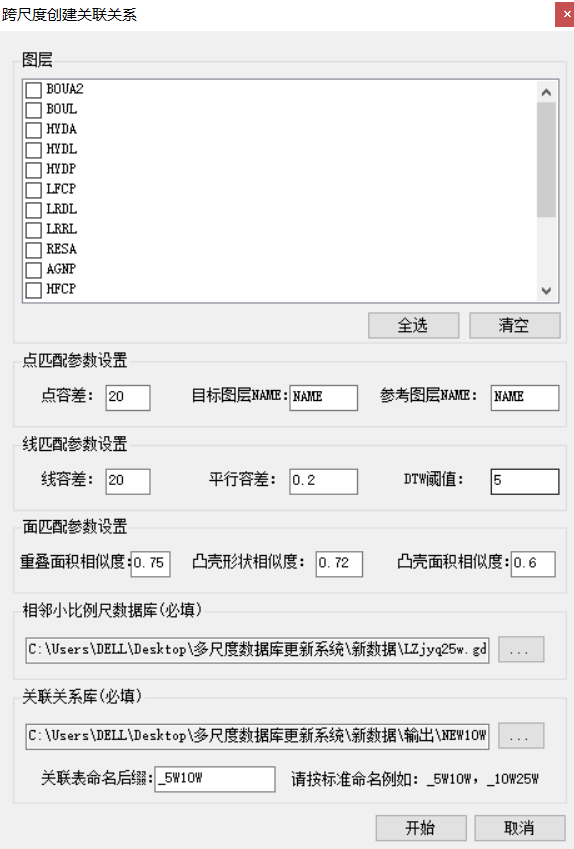 跨尺度创建关联关系
图层
BOUA2
BOUL
HYDA
HYDL
HYDP
LFCP
LRDL
LRRL
RESA
AGNP
HFCP
全选 清空
点匹配参数设置
点容差: 20 目标图层NAME: NAME 参考图层NAME: NAME
线匹配参数设置
线容差: 20 平行容差: 0.2 DTW阈值: 5
面匹配参数设置
重叠面积相似度: 0.75 凸壳形状相似度: 0.72 凸壳面积相似度: 0.6
相邻小比例尺数据库(必填)
C:\Users\DELL\Desktop\多尺度数据库更新系统\新数据\LZjyq25w.gd ...
关联关系库(必填)
C:\Users\DELL\Desktop\多尺度数据库更新系统\新数据\输出\NEW10W ...
关联表命名后缀: _5W10W 请按标准命名例如: _5W10W, _10W25W
开始 取消